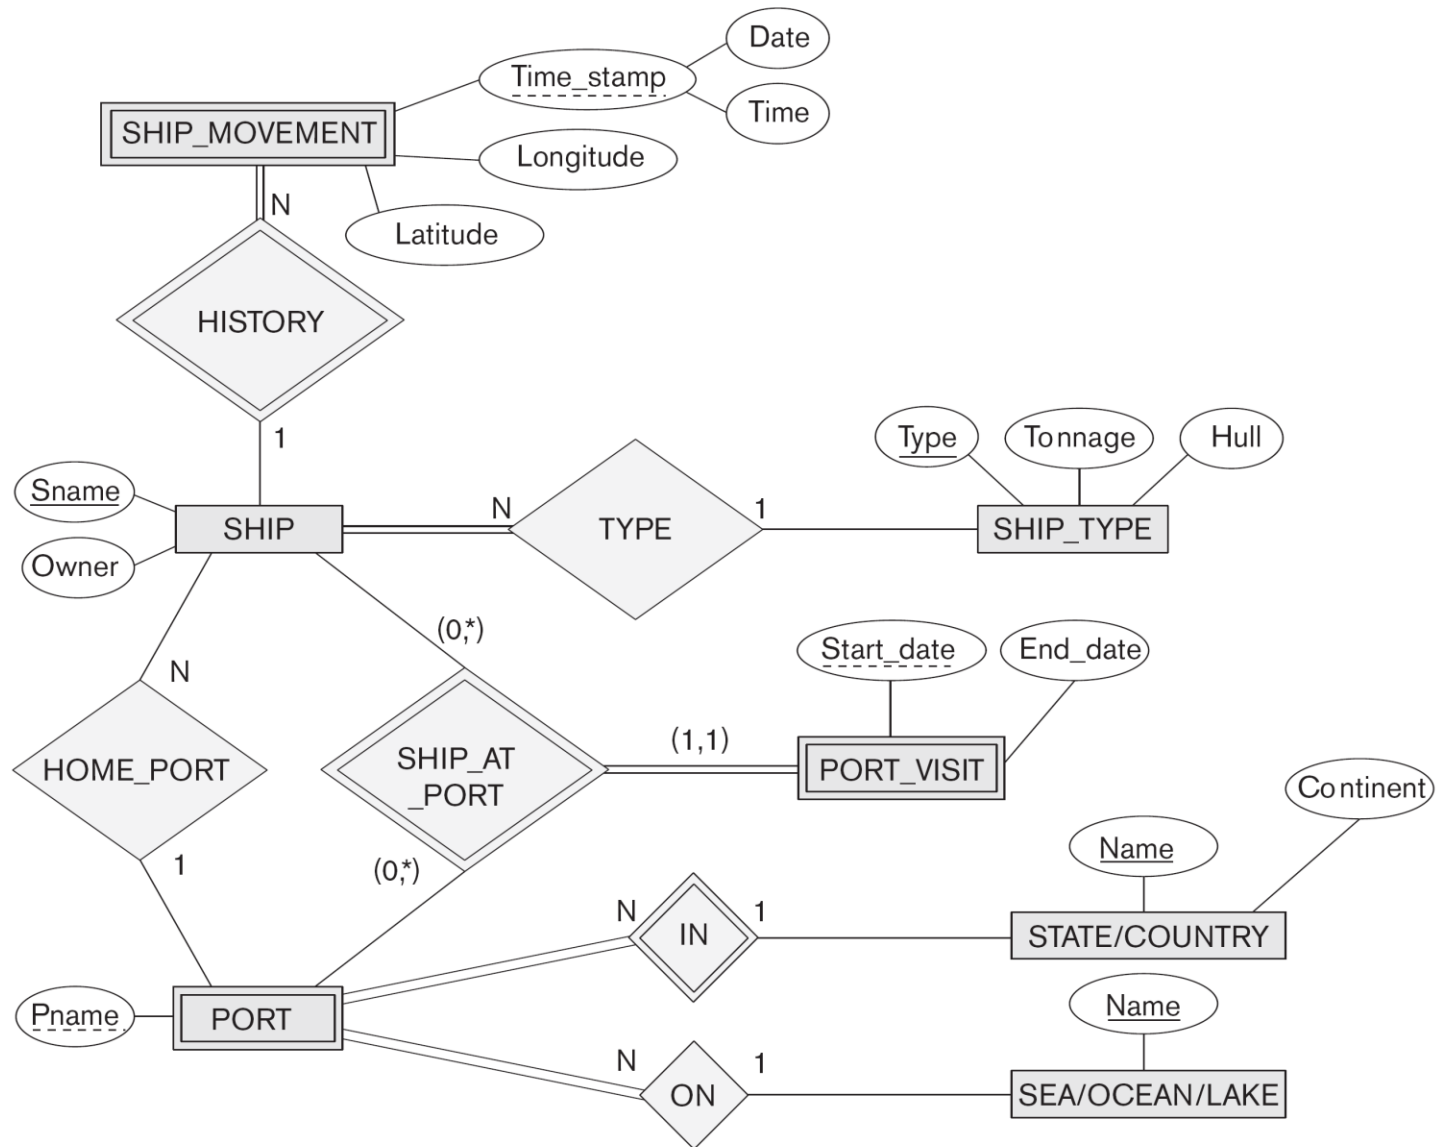 Date
Time_stamp
Time
SHIP_MOVEMENT
Longitude
N
Latitude
HISTORY
1
Type
Tonnage
Hull
Sname
N
1
SHIP
TYPE
SHIP_TYPE
Owner
(0,*)
Start_date
End_date
N
(1,1)
HOME_PORT
SHIP_AT
_PORT
PORT_VISIT
Continent
1
(0,*)
Name
N
1
IN
STATE/COUNTRY
Pname
PORT
Name
N
1
ON
SEA/OCEAN/LAKE